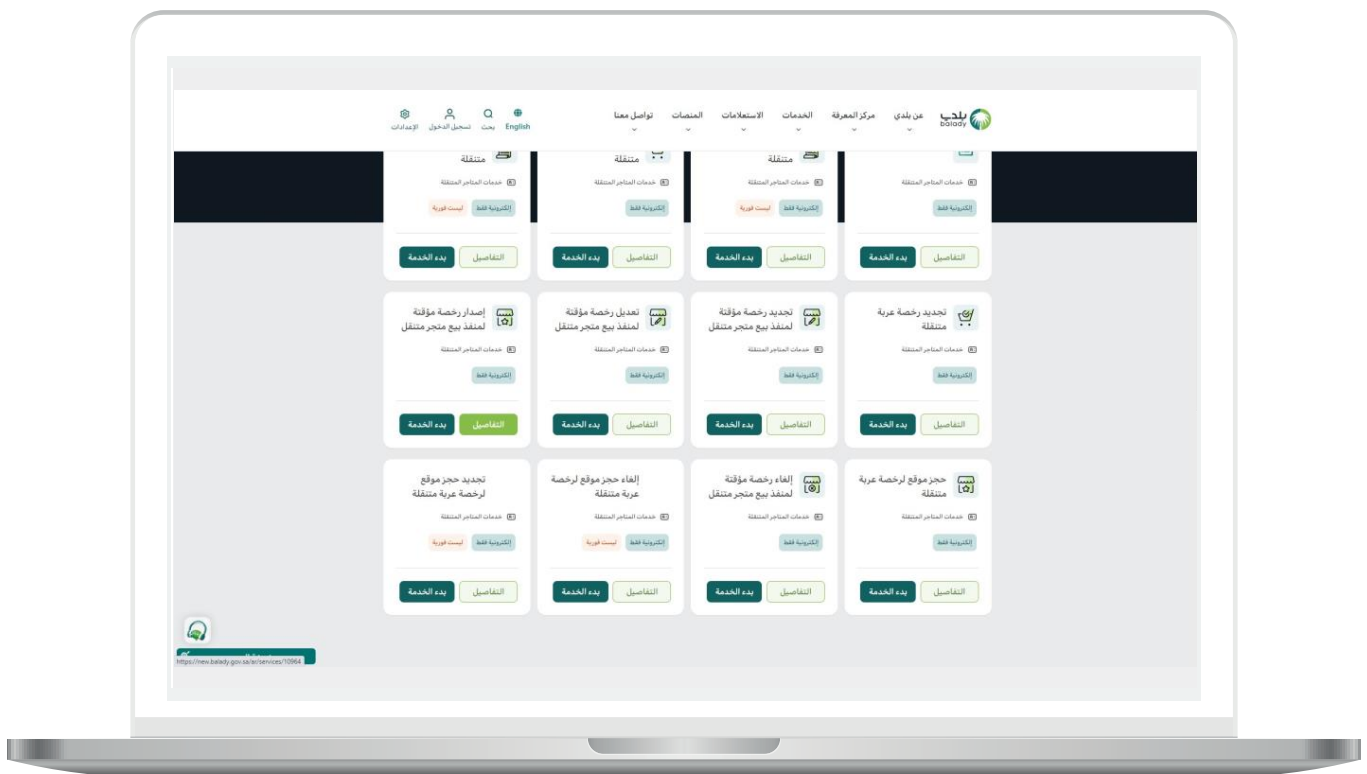 بلدي
balady
عن بلدي
مركز المعرفة
الخدمات
الاستعلامات
المنصات
تواصل معنا
English
بحث
تسجيل الدخول
الإعدادات
خدمات المتاجر المتنقلة
إلكترونية فقط
التفاصيل
بدء الخدمة
متنقلة
خدمات المتاجر المتنقلة
إلكترونية فقط
ليست فورية
التفاصيل
بدء الخدمة
متنقلة
خدمات المتاجر المتنقلة
إلكترونية فقط
التفاصيل
بدء الخدمة
متنقلة
خدمات المتاجر المتنقلة
إلكترونية فقط
ليست فورية
التفاصيل
بدء الخدمة
تجديد رخصة عربة
متنقلة
خدمات المتاجر المتنقلة
إلكترونية فقط
التفاصيل
بدء الخدمة
تجديد رخصة مؤقتة
لمنفذ بيع متجر متنقل
خدمات المتاجر المتنقلة
إلكترونية فقط
التفاصيل
بدء الخدمة
تعديل رخصة مؤقتة
لمنفذ بيع متجر متنقل
خدمات المتاجر المتنقلة
إلكترونية فقط
التفاصيل
بدء الخدمة
إصدار رخصة مؤقتة
لمنفذ بيع متجر متنقل
خدمات المتاجر المتنقلة
إلكترونية فقط
التفاصيل
بدء الخدمة
حجز موقع لرخصة عربة
متنقلة
خدمات المتاجر المتنقلة
إلكترونية فقط
التفاصيل
بدء الخدمة
إلغاء رخصة مؤقتة
لمنفذ بيع متجر متنقل
خدمات المتاجر المتنقلة
إلكترونية فقط
التفاصيل
بدء الخدمة
إلغاء حجز موقع لرخصة
عربة متنقلة
خدمات المتاجر المتنقلة
إلكترونية فقط
ليست فورية
التفاصيل
بدء الخدمة
تجديد حجز موقع
لرخصة عربة متنقلة
خدمات المتاجر المتنقلة
إلكترونية فقط
ليست فورية
التفاصيل
بدء الخدمة
https://new.balady.gov.sa/ar/services/10964